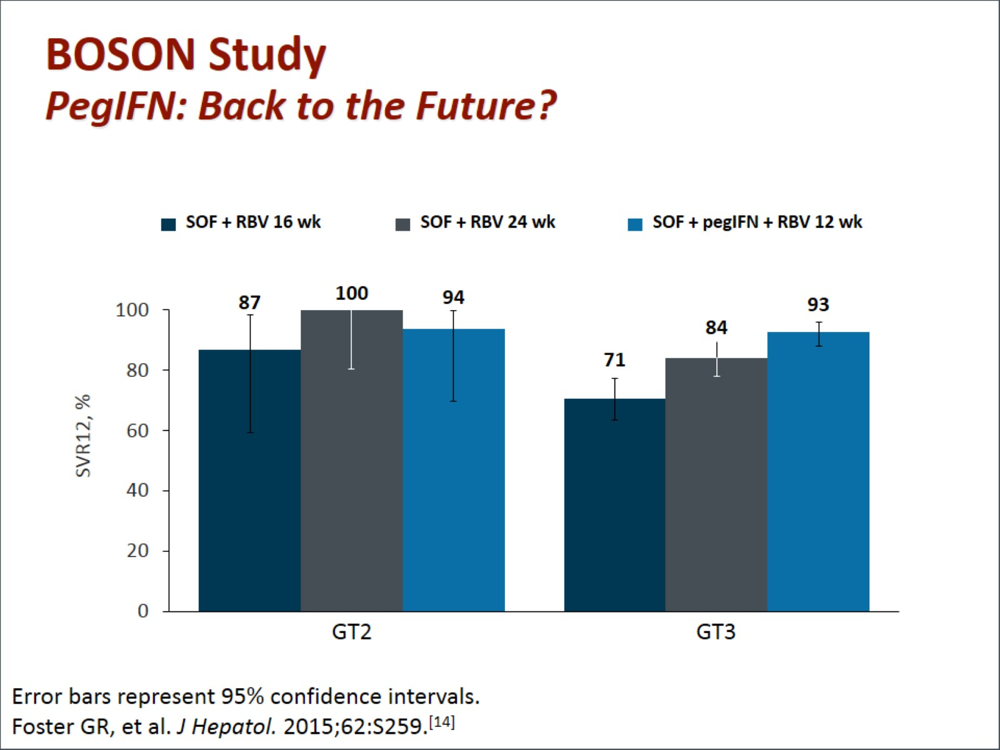 BOSON Study
PegIFN: Back to the Future?
SOF + RBV 16 wk
SOF + RBV 24 wk
SOF + pegIFN + RBV 12 wk
87
100
94
71
84
93
SVR12, %
100
80
60
40
20
0
GT2
GT3
Error bars represent 95% confidence intervals.
Foster GR, et al. J Hepatol. 2015;62:S259.[14]